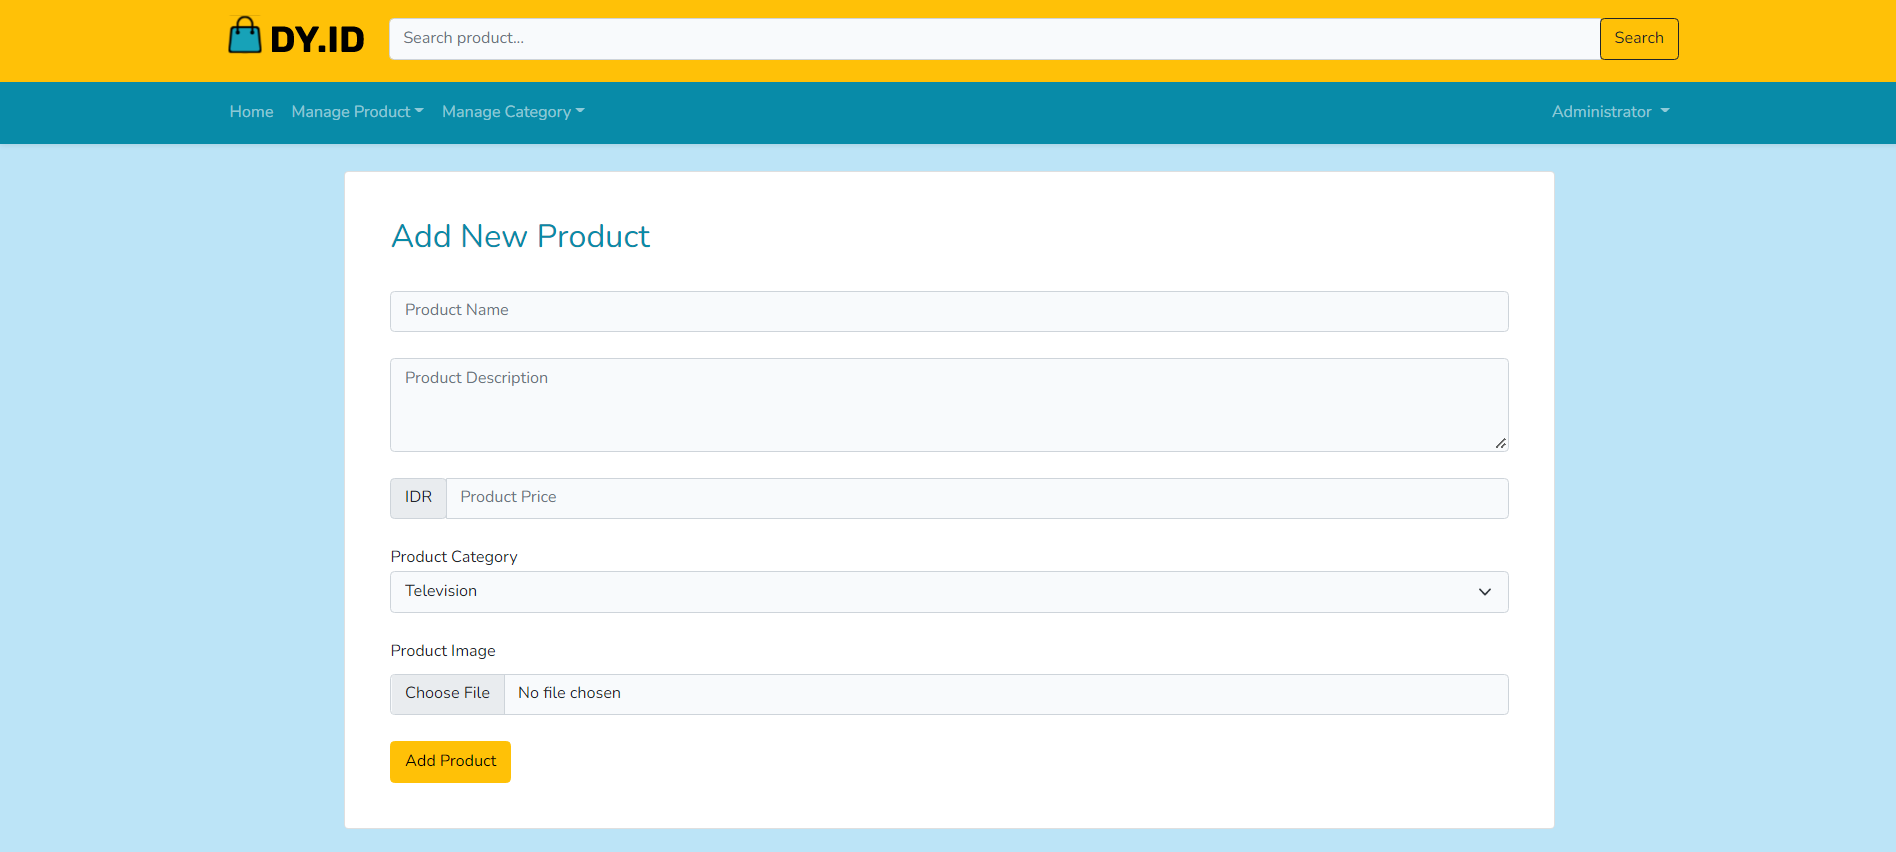 DY.ID
Search product...
Search
Home
Manage Product
Manage Category
Administrator
Add New Product
Product Name
Product Description
IDR
Product Price
Product Category
Television
Product Image
Choose File
No file chosen
Add Product